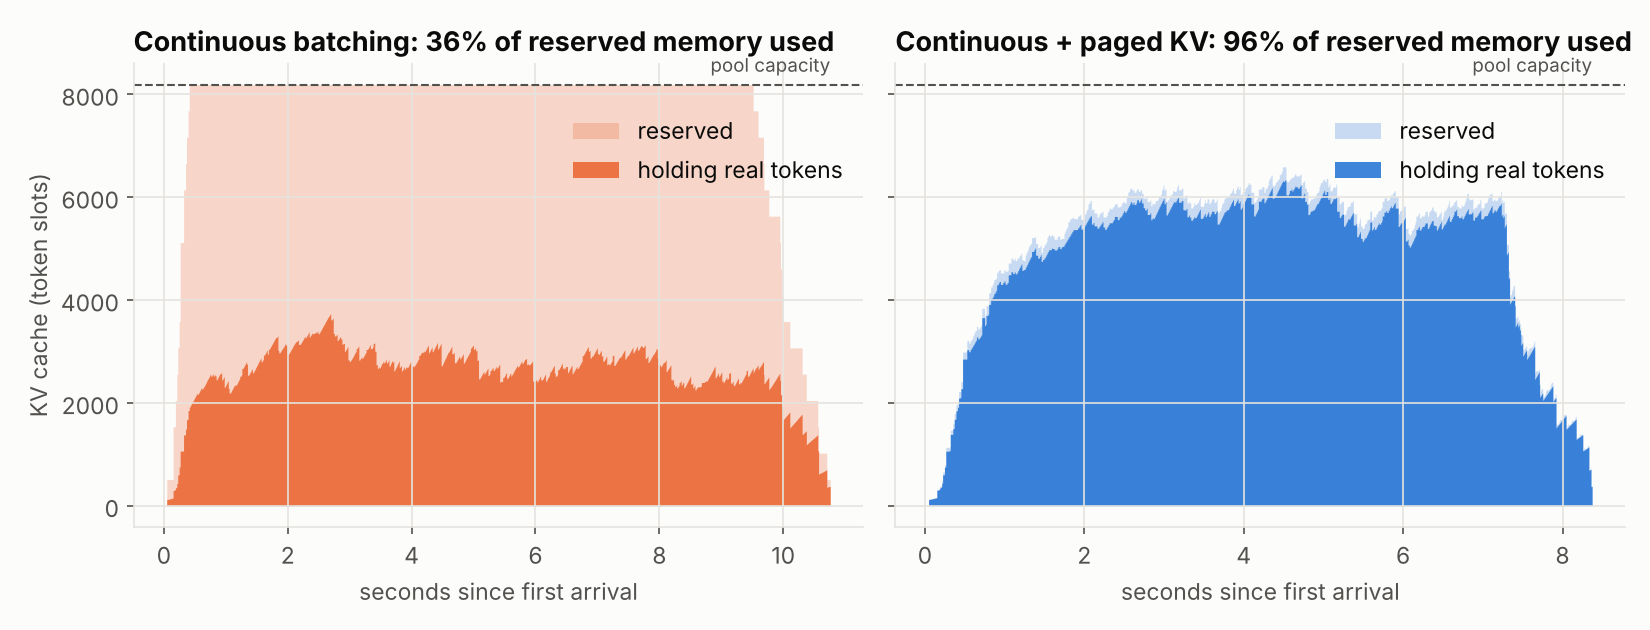 Continuous batching: 36% of reserved memory used
pool capacity
reserved
holding real tokens
KV cache (token slots)
8000
6000
4000
2000
0
0 2 4 6 8 10
seconds since first arrival
Continuous + paged KV: 96% of reserved memory used
pool capacity
reserved
holding real tokens
0 2 4 6 8
seconds since first arrival